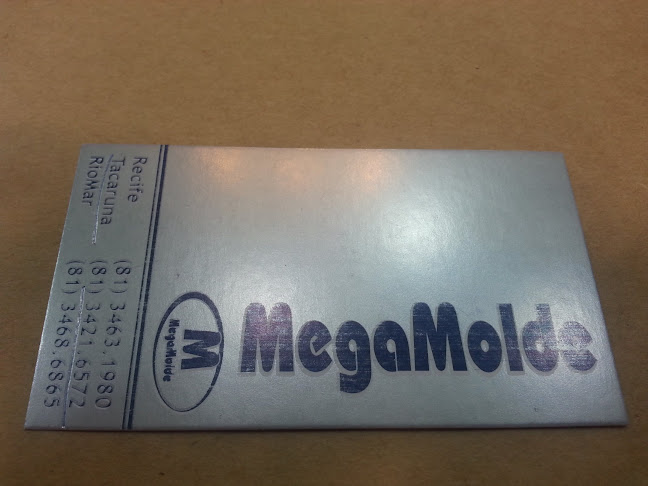 MegaMolde
M
MegaMolde
Recife (81) 3463.1980
Tacaruna (81) 3421.6572
RioMar (81) 3468.6865